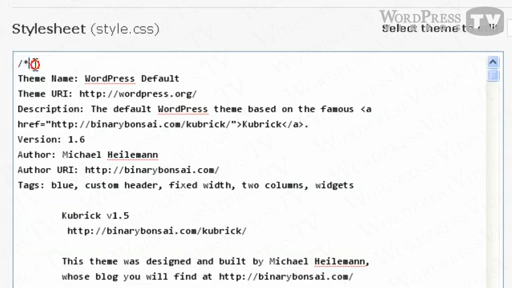 WORDPRESS TV
Stylesheet (style.css)
Select theme to edit
/*
Theme Name: WordPress Default
Theme URI: http://wordpress.org/
Description: The default WordPress theme based on the famous <a
href="http://binarybonsai.com/kubrick/">Kubrick</a>.
Version: 1.6
Author: Michael Heilemann
Author URI: http://binarybonsai.com/
Tags: blue, custom header, fixed width, two columns, widgets
Kubrick v1.5
http://binarybonsai.com/kubrick/
This theme was designed and built by Michael Heilemann,
whose blog you will find at http://binarybonsai.com/